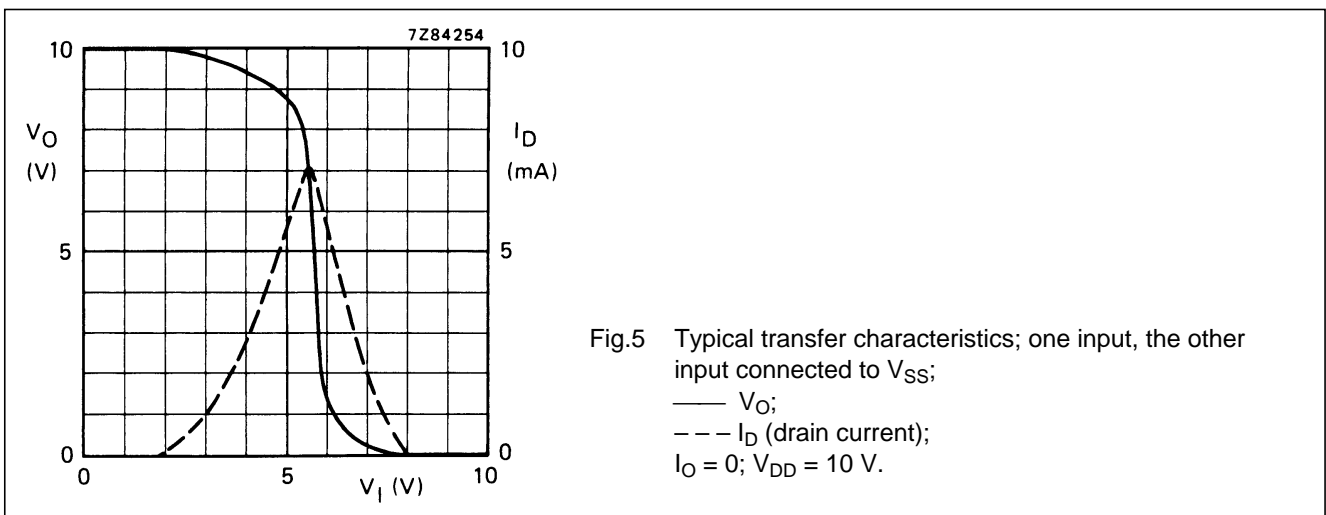 7Z84254
10
10
V_O
(V)
I_D
(mA)
5
5
0
0
0
5
10
V_I (V)
Fig.5 Typical transfer characteristics; one input, the other
input connected to V_SS;
—— V_O;
– – – I_D (drain current);
I_O = 0; V_DD = 10 V.